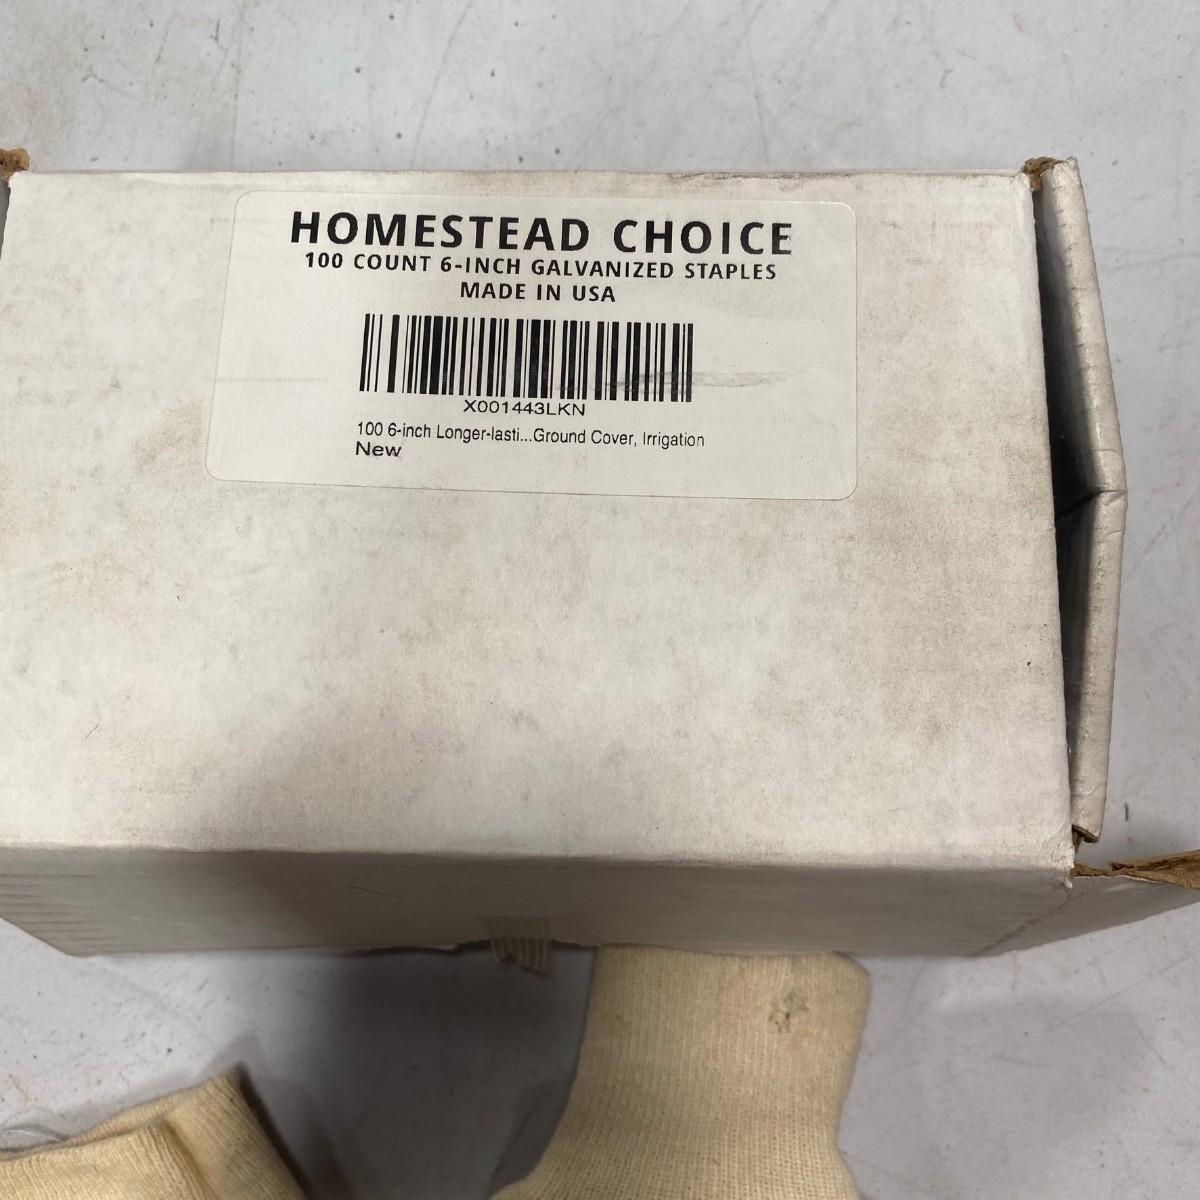 HOMESTEAD CHOICE
100 COUNT 6-INCH GALVANIZED STAPLES
MADE IN USA
X001443LKN
100 6-inch Longer-lasti...Ground Cover, Irrigation
New